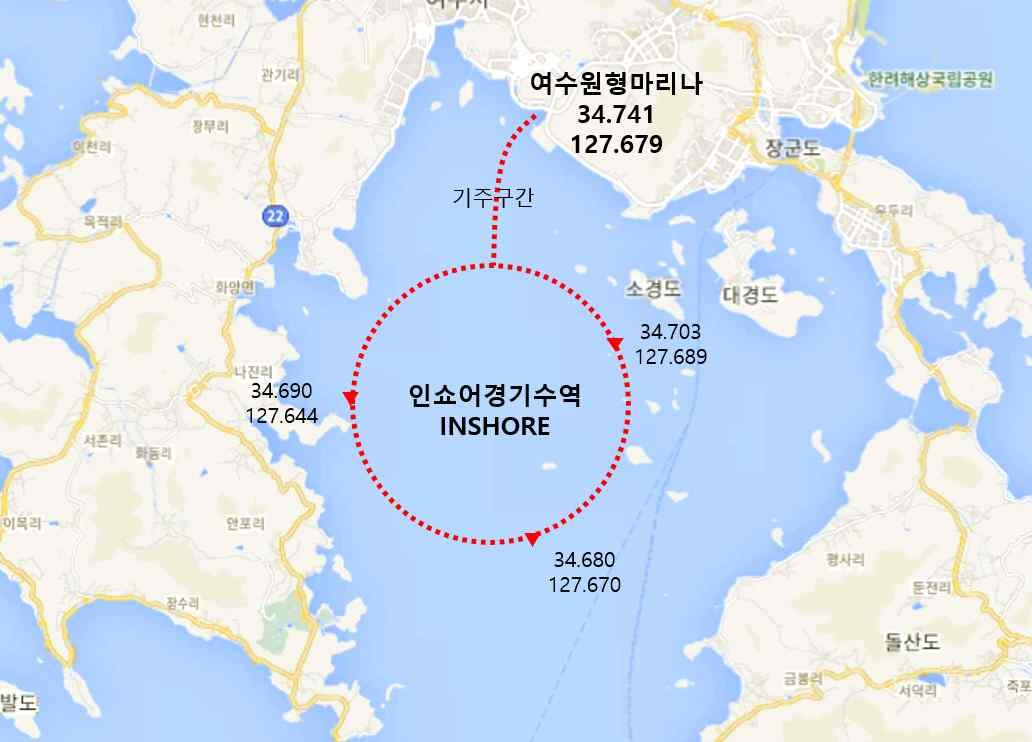 여수시
현천리
관기리
여수원형마리나
34.741
127.679
한려해상국립공원
장무리
이천리
장군도
기주구간
22
목적리
우두리
화양면
소경도
대경도
34.703
127.689
나진리
34.690
127.644
인쇼어경기수역
INSHORE
서촌리
화동리
이목리
안포리
34.680
127.670
평사리
둔전리
장수리
돌산도
금봉리
서덕리
죽포
발도